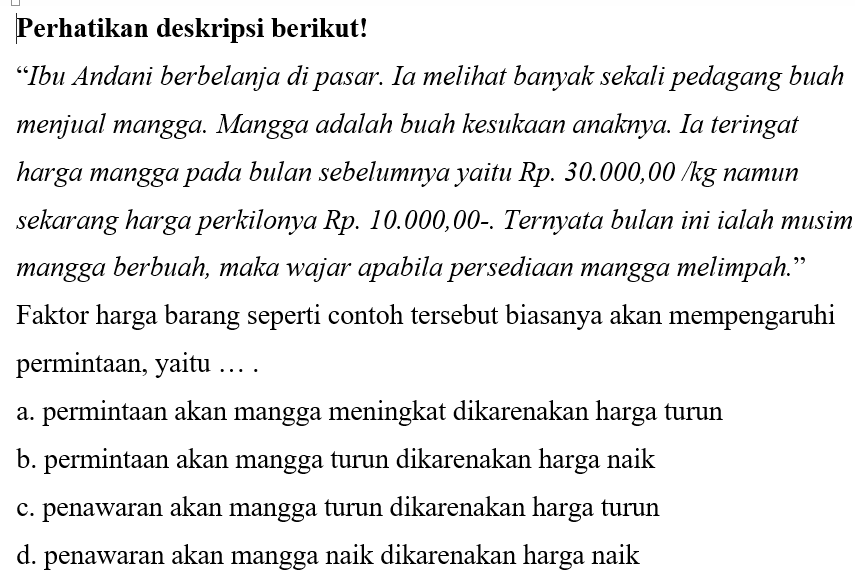 Perhatikan deskripsi berikut!
“Ibu Andani berbelanja di pasar. Ia melihat banyak sekali pedagang buah
menjual mangga. Mangga adalah buah kesukaan anaknya. Ia teringat
harga mangga pada bulan sebelumnya yaitu Rp. 30.000,00 /kg namun
sekarang harga perkilonya Rp. 10.000,00-. Ternyata bulan ini ialah musim
mangga berbuah, maka wajar apabila persediaan mangga melimpah.”
Faktor harga barang seperti contoh tersebut biasanya akan mempengaruhi
permintaan, yaitu … .
a. permintaan akan mangga meningkat dikarenakan harga turun
b. permintaan akan mangga turun dikarenakan harga naik
c. penawaran akan mangga turun dikarenakan harga turun
d. penawaran akan mangga naik dikarenakan harga naik